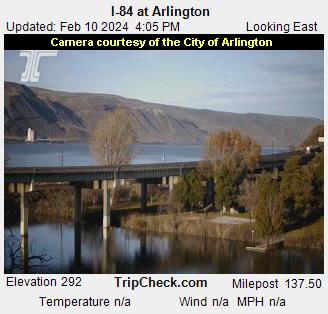 I-84 at Arlington
Updated: Feb 10 2024 4:05 PM Looking East
Camera courtesy of the City of Arlington
Elevation 292 TripCheck.com Milepost 137.50
Temperature n/a Wind n/a MPH n/a